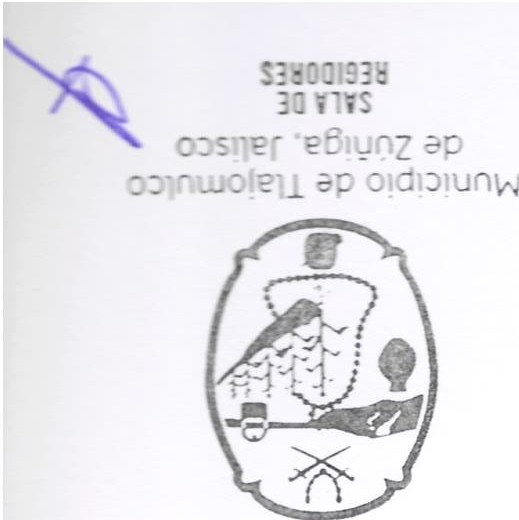 Municipio de Tlajomulco
de Zúñiga, Jalisco
SALA DE
REGIDORES